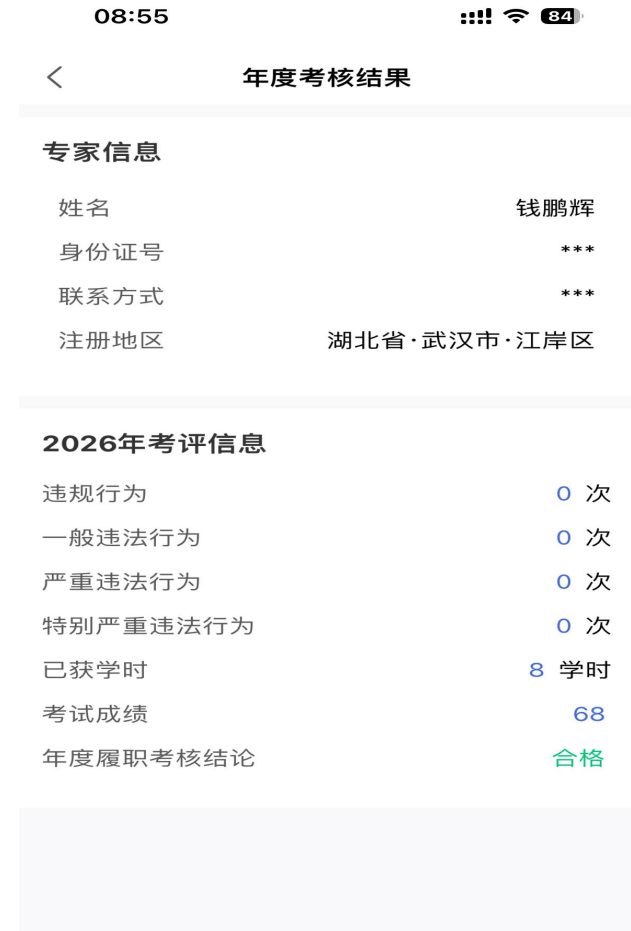 08:55 84
年度考核结果
专家信息
姓名 钱鹏辉
身份证号 ***
联系方式 ***
注册地区 湖北省·武汉市·江岸区
2026年考评信息
违规行为 0 次
一般违法行为 0 次
严重违法行为 0 次
特别严重违法行为 0 次
已获学时 8 学时
考试成绩 68
年度履职考核结论 合格